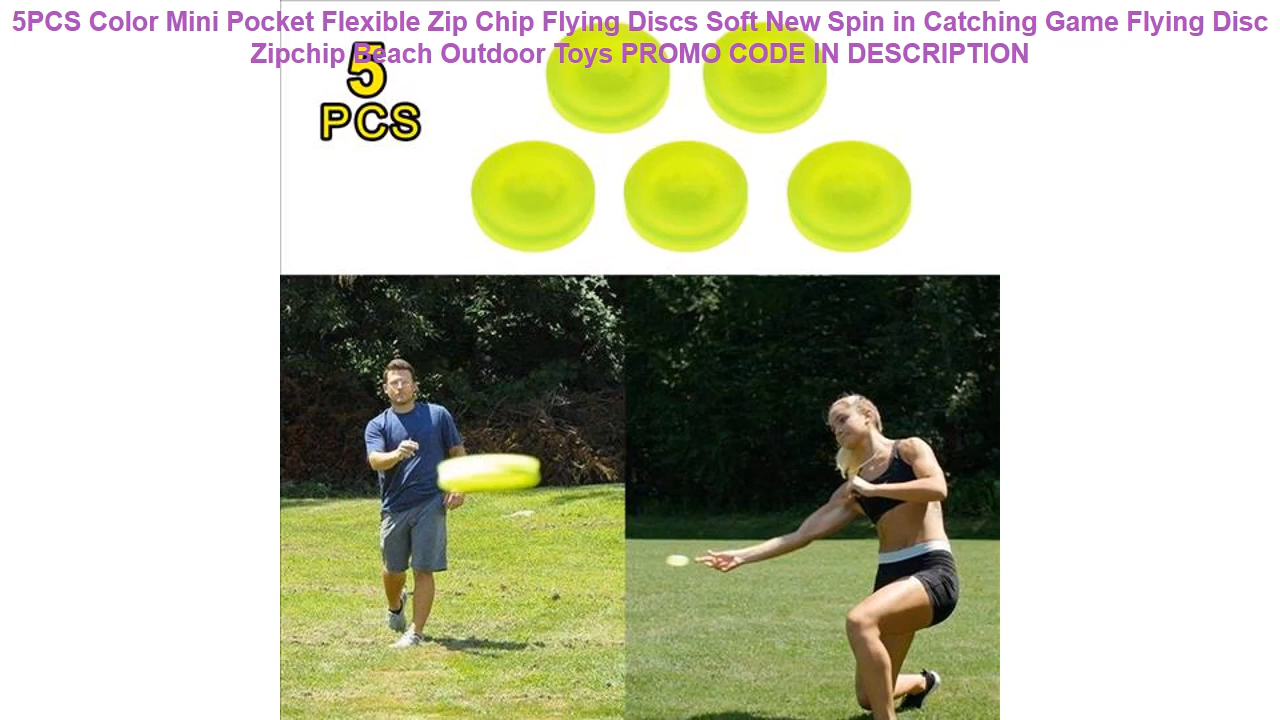 5PCS Color Mini Pocket Flexible Zip Chip Flying Discs Soft New Spin in Catching Game Flying Disc
Zipchip Beach Outdoor Toys PROMO CODE IN DESCRIPTION
5
PCS